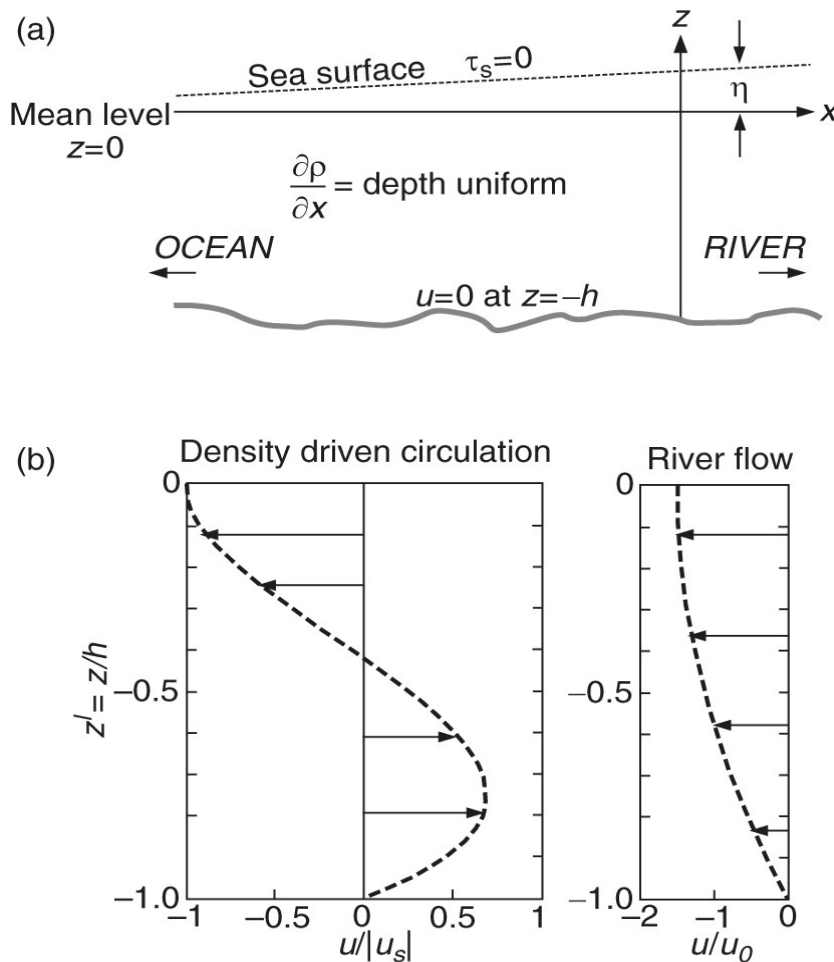 (a)
z
Sea surface τs=0
η
Mean level
z=0
x
∂ρ/∂x = depth uniform
OCEAN
RIVER
u=0 at z=–h
(b)
Density driven circulation
River flow
0
0
z^l = z/h
–0.5
–0.5
–1.0
–1.0
–1 –0.5 0 0.5 1
–2 –1 0
u/|us|
u/u0